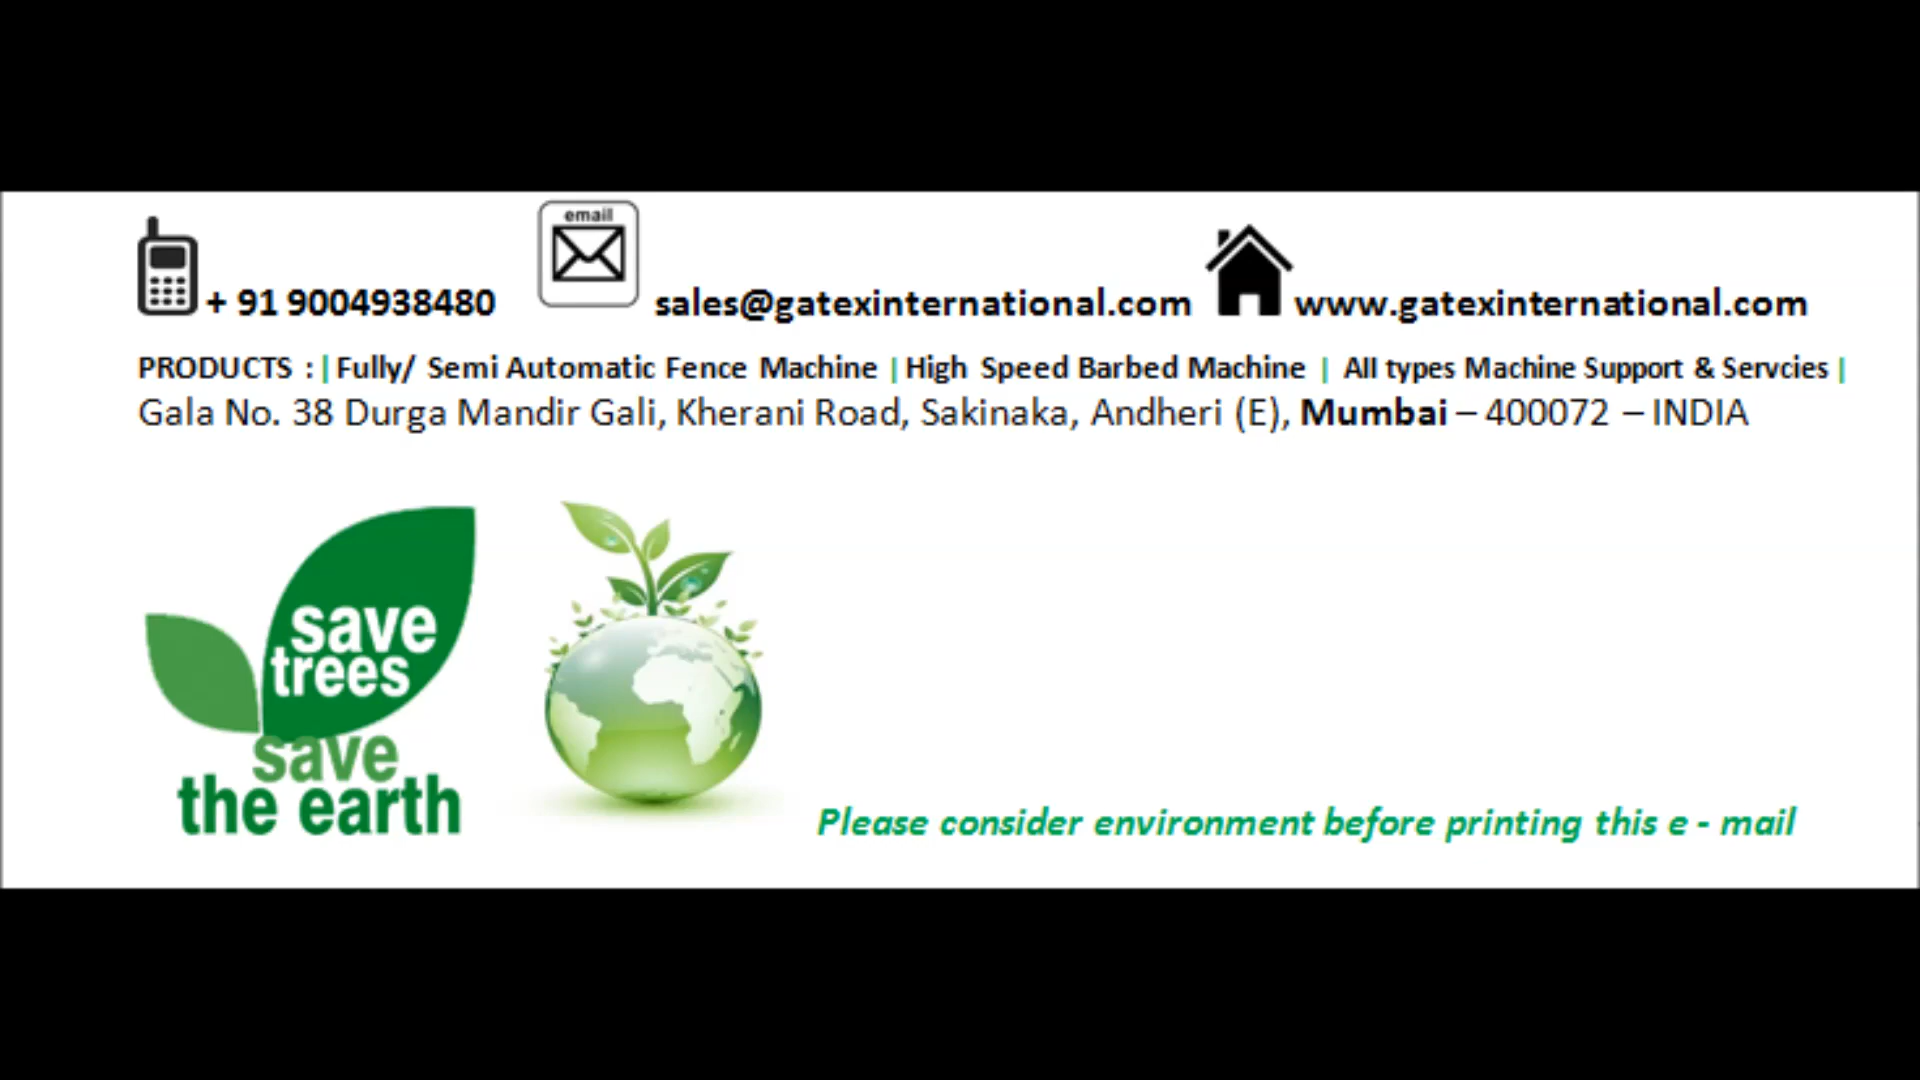 email
+ 91 9004938480 sales@gatexinternational.com www.gatexinternational.com
PRODUCTS : | Fully/ Semi Automatic Fence Machine | High Speed Barbed Machine | All types Machine Support & Servcies |
Gala No. 38 Durga Mandir Gali, Kherani Road, Sakinaka, Andheri (E), Mumbai – 400072 – INDIA
save
trees
save
the earth
Please consider environment before printing this e - mail